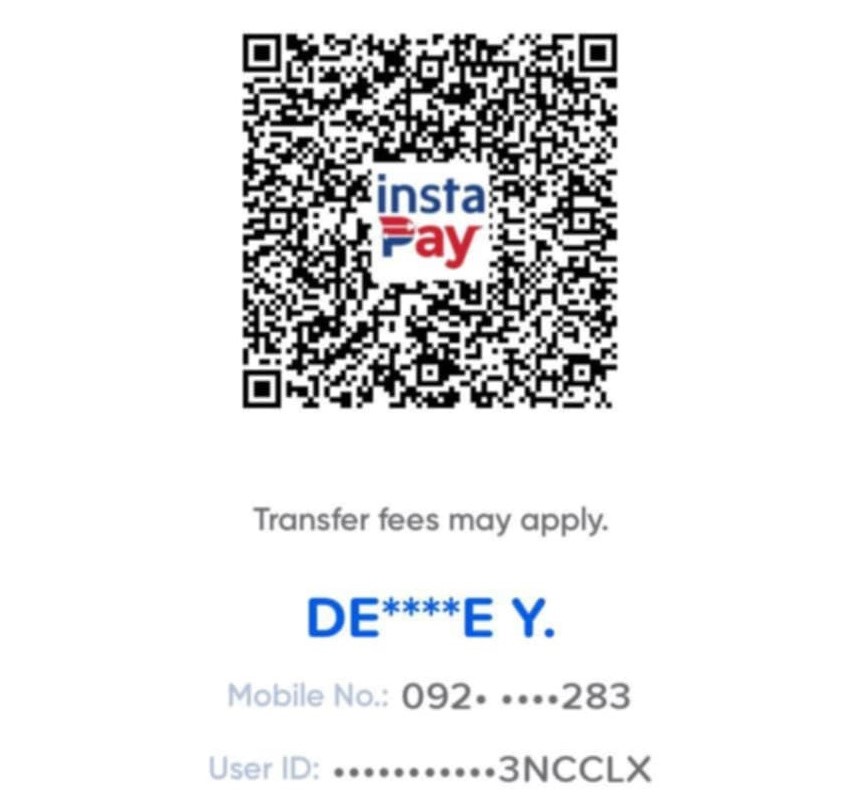 insta
Pay
Transfer fees may apply.
DE****E Y.
Mobile No.: 092• ••••283
User ID: •••••••••••3NCCLX